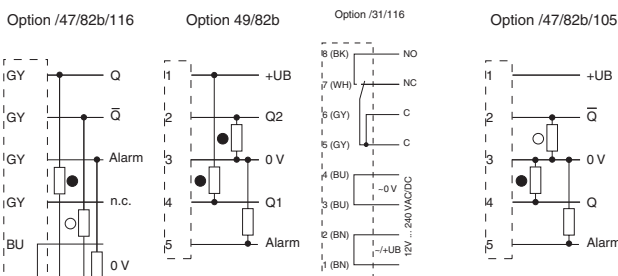 Option /47/82b/116
GY Q
GY Q̅
GY Alarm
GY n.c.
BU
0 V
Option 49/82b
1 +UB
2 Q2
3 0 V
4 Q1
5 Alarm
Option /31/116
8 (BK) NO
7 (WH) NC
6 (GY) C
5 (GY) C
4 (BU)
~0 V
3 (BU)
2 (BN)
~/+UB
1 (BN)
12V ... 240 VAC/DC
Option /47/82b/105
1 +UB
2 Q̅
3 0 V
4 Q
5 Alarm